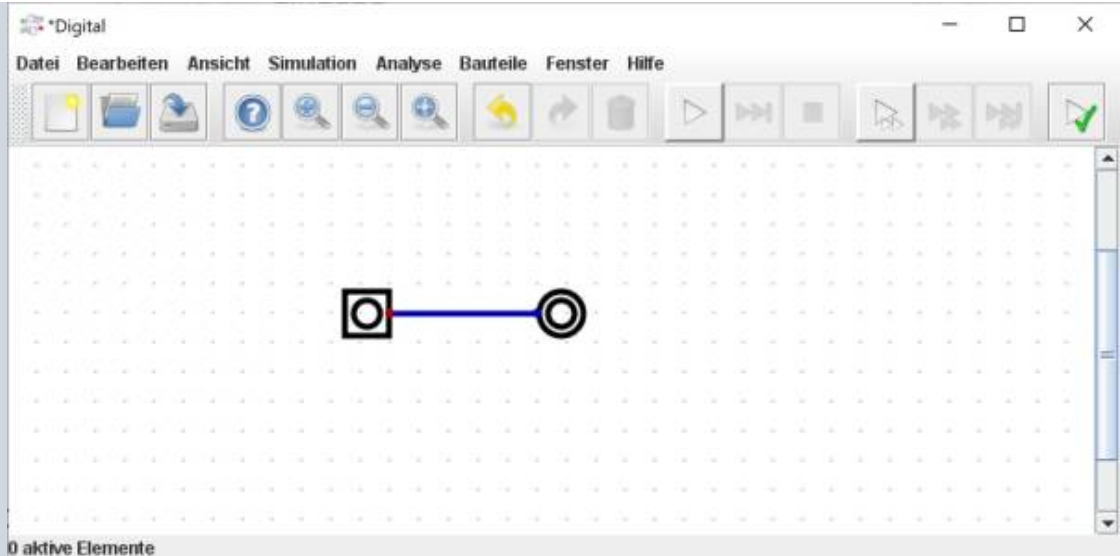 *Digital
Datei Bearbeiten Ansicht Simulation Analyse Bauteile Fenster Hilfe
0 aktive Elemente